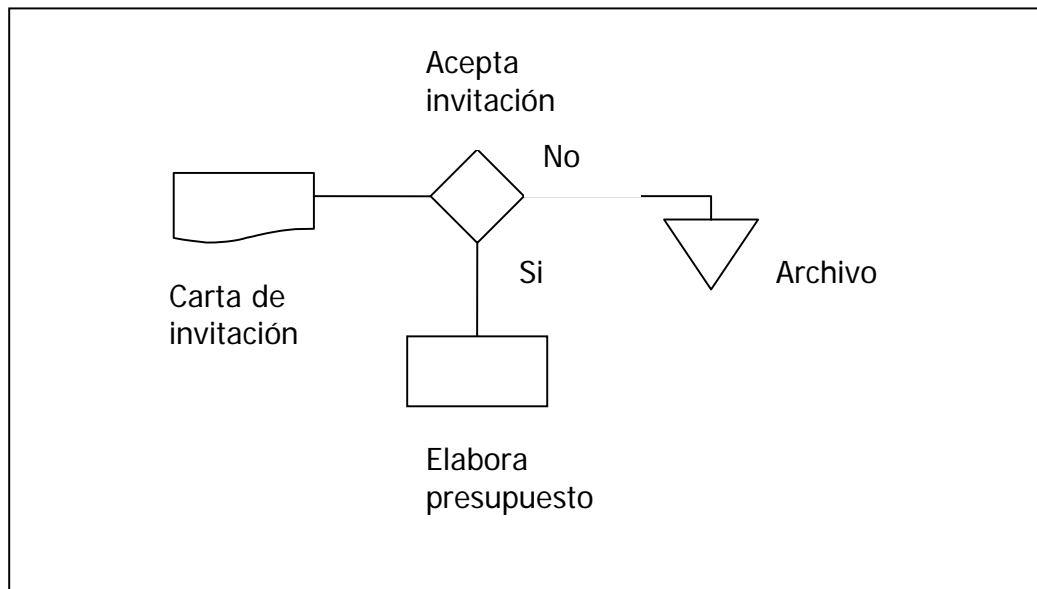 Acepta
invitación
No
Si
Archivo
Carta de
invitación
Elabora
presupuesto